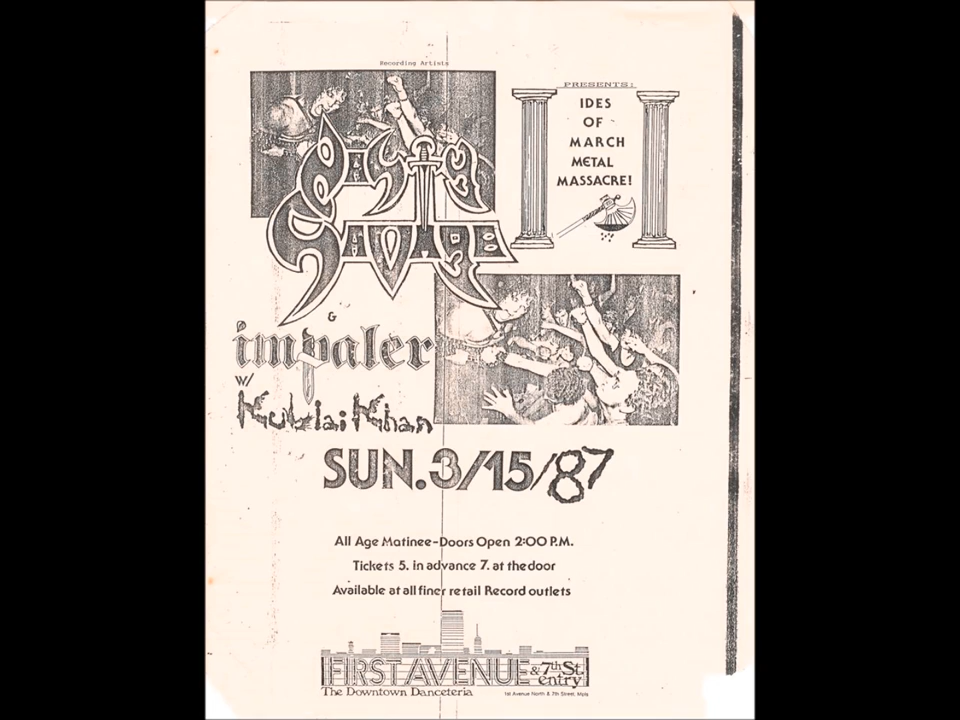 Recording Artists
Nasty
Savage
PRESENTS:
IDES
OF
MARCH
METAL
MASSACRE!
&
impaler
w/
Kublai Khan
SUN. 3/15/87
All Age Matinee-Doors Open 2:00 P.M.
Tickets 5. in advance 7. at the door
Available at all finer retail Record outlets
FIRST AVENUE & 7th St. entry
The Downtown Danceteria
1st Avenue North & 7th Street, Mpls